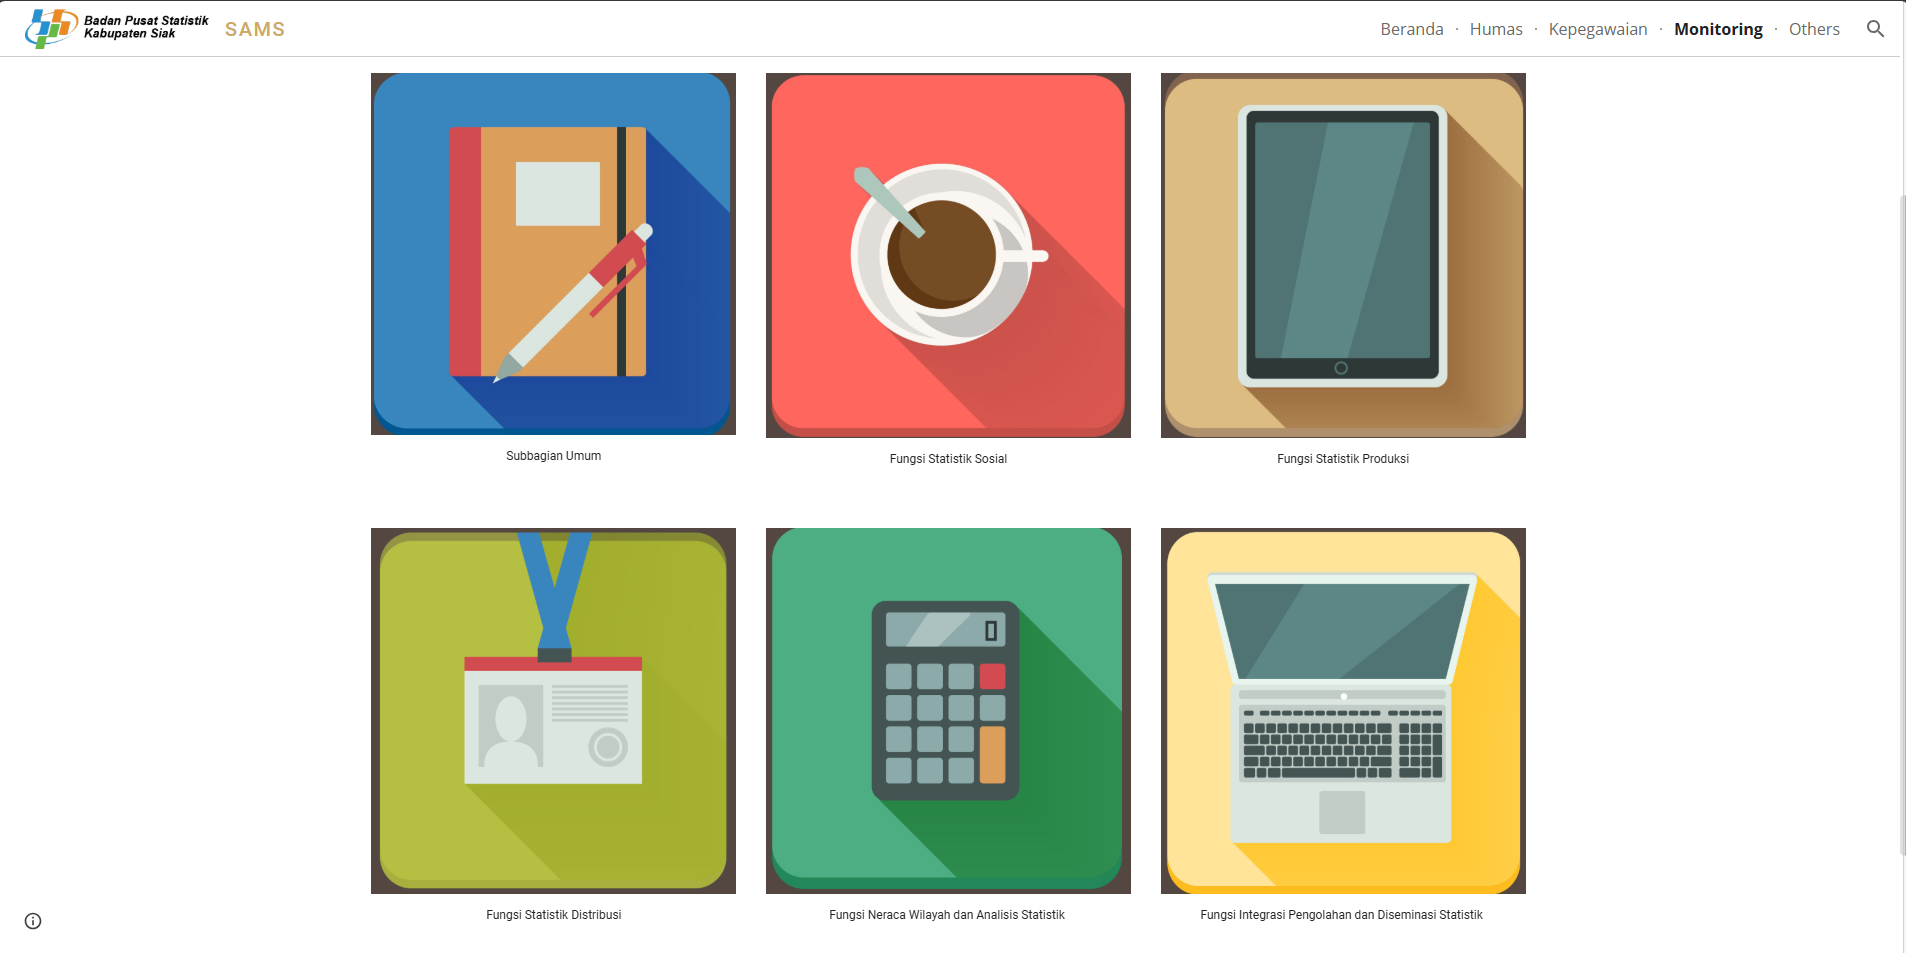 Badan Pusat Statistik
Kabupaten Siak
SAMS
Beranda · Humas · Kepegawaian · Monitoring · Others
Subbagian Umum
Fungsi Statistik Sosial
Fungsi Statistik Produksi
0
Fungsi Statistik Distribusi
Fungsi Neraca Wilayah dan Analisis Statistik
Fungsi Integrasi Pengolahan dan Diseminasi Statistik